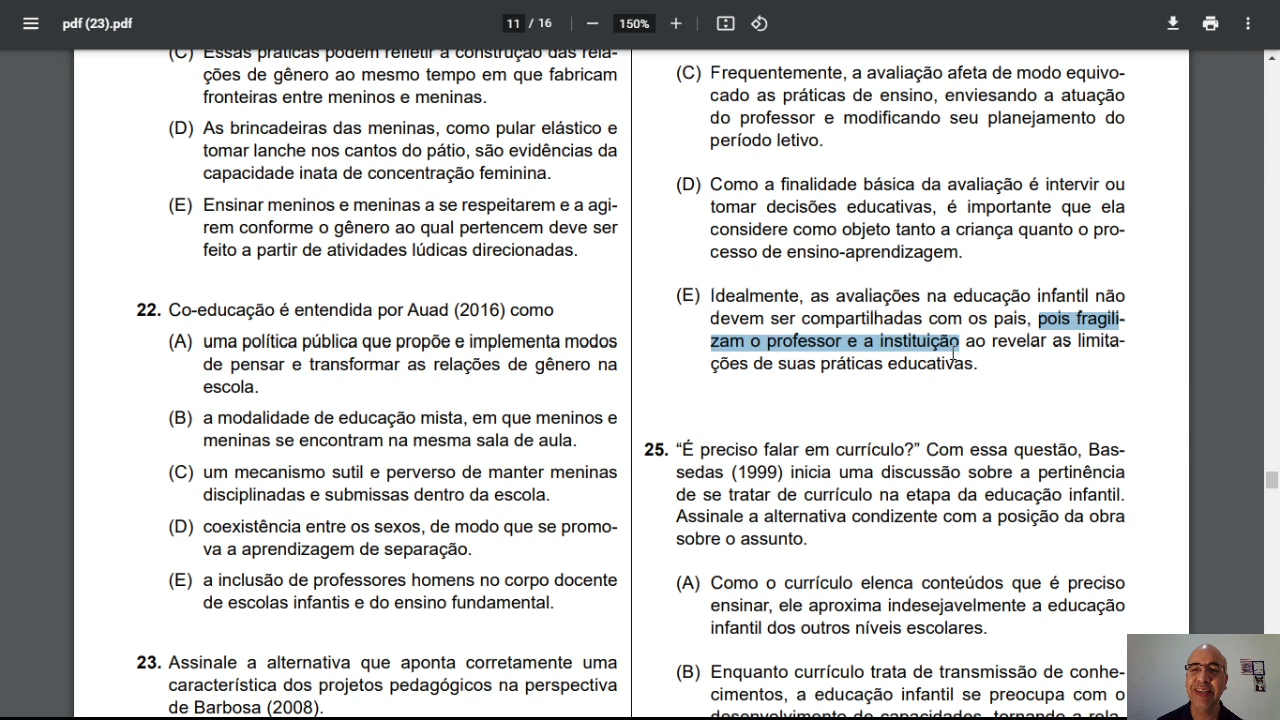 pdf (23).pdf
11 / 16
150%
(C) Essas práticas podem refletir a construção das rela-
ções de gênero ao mesmo tempo em que fabricam
fronteiras entre meninos e meninas.
(D) As brincadeiras das meninas, como pular elástico e
tomar lanche nos cantos do pátio, são evidências da
capacidade inata de concentração feminina.
(E) Ensinar meninos e meninas a se respeitarem e a agi-
rem conforme o gênero ao qual pertencem deve ser
feito a partir de atividades lúdicas direcionadas.
22. Co-educação é entendida por Auad (2016) como
(A) uma política pública que propõe e implementa modos
de pensar e transformar as relações de gênero na
escola.
(B) a modalidade de educação mista, em que meninos e
meninas se encontram na mesma sala de aula.
(C) um mecanismo sutil e perverso de manter meninas
disciplinadas e submissas dentro da escola.
(D) coexistência entre os sexos, de modo que se promo-
va a aprendizagem de separação.
(E) a inclusão de professores homens no corpo docente
de escolas infantis e do ensino fundamental.
23. Assinale a alternativa que aponta corretamente uma
característica dos projetos pedagógicos na perspectiva
de Barbosa (2008).
(C) Frequentemente, a avaliação afeta de modo equivo-
cado as práticas de ensino, enviesando a atuação
do professor e modificando seu planejamento do
período letivo.
(D) Como a finalidade básica da avaliação é intervir ou
tomar decisões educativas, é importante que ela
considere como objeto tanto a criança quanto o pro-
cesso de ensino-aprendizagem.
(E) Idealmente, as avaliações na educação infantil não
devem ser compartilhadas com os pais, pois fragili-
zam o professor e a instituição ao revelar as limita-
ções de suas práticas educativas.
25. “É preciso falar em currículo?” Com essa questão, Bas-
sedas (1999) inicia uma discussão sobre a pertinência
de se tratar de currículo na etapa da educação infantil.
Assinale a alternativa condizente com a posição da obra
sobre o assunto.
(A) Como o currículo elenca conteúdos que é preciso
ensinar, ele aproxima indesejavelmente a educação
infantil dos outros níveis escolares.
(B) Enquanto currículo trata de transmissão de conhe-
cimentos, a educação infantil se preocupa com o
desenvolvimento de capacidades, tornando a rela-